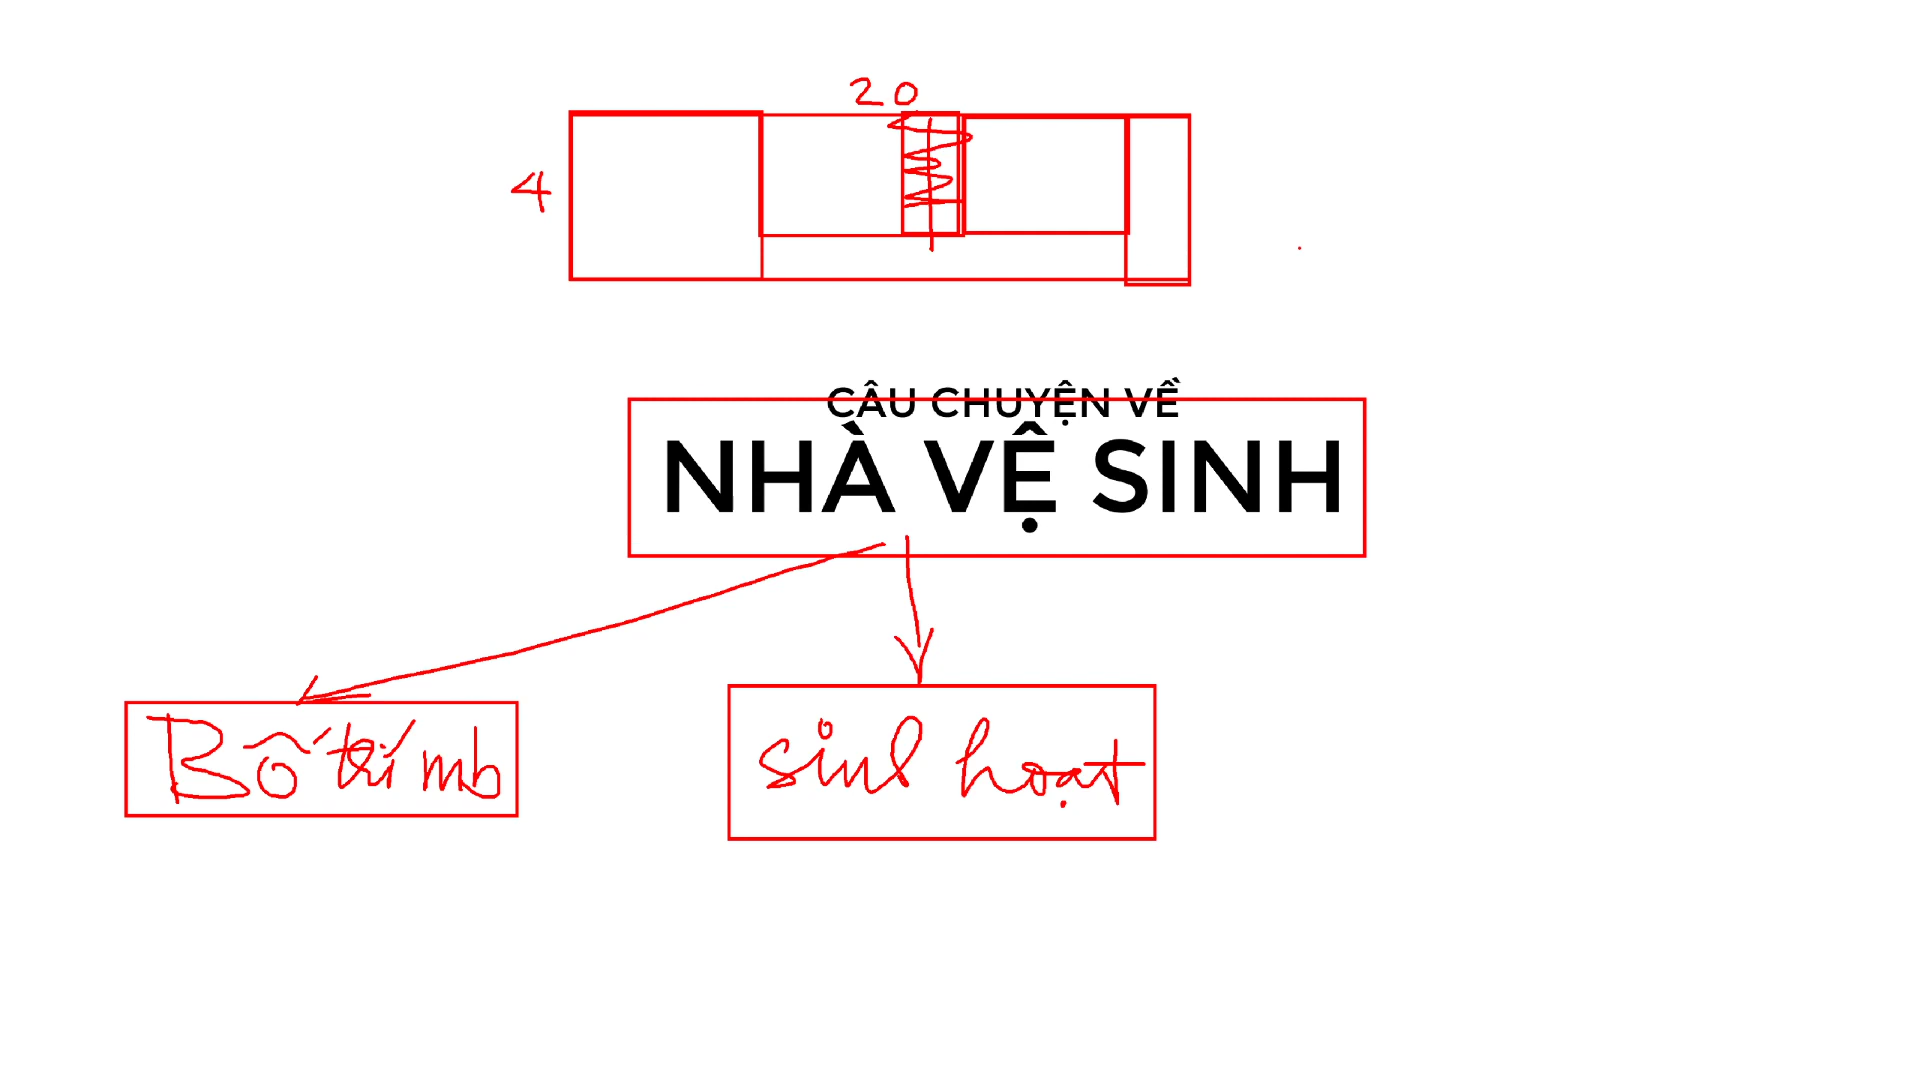 20
4
CÂU CHUYỆN VỀ
NHÀ VỆ SINH
Bố trí mb
sinh hoạt